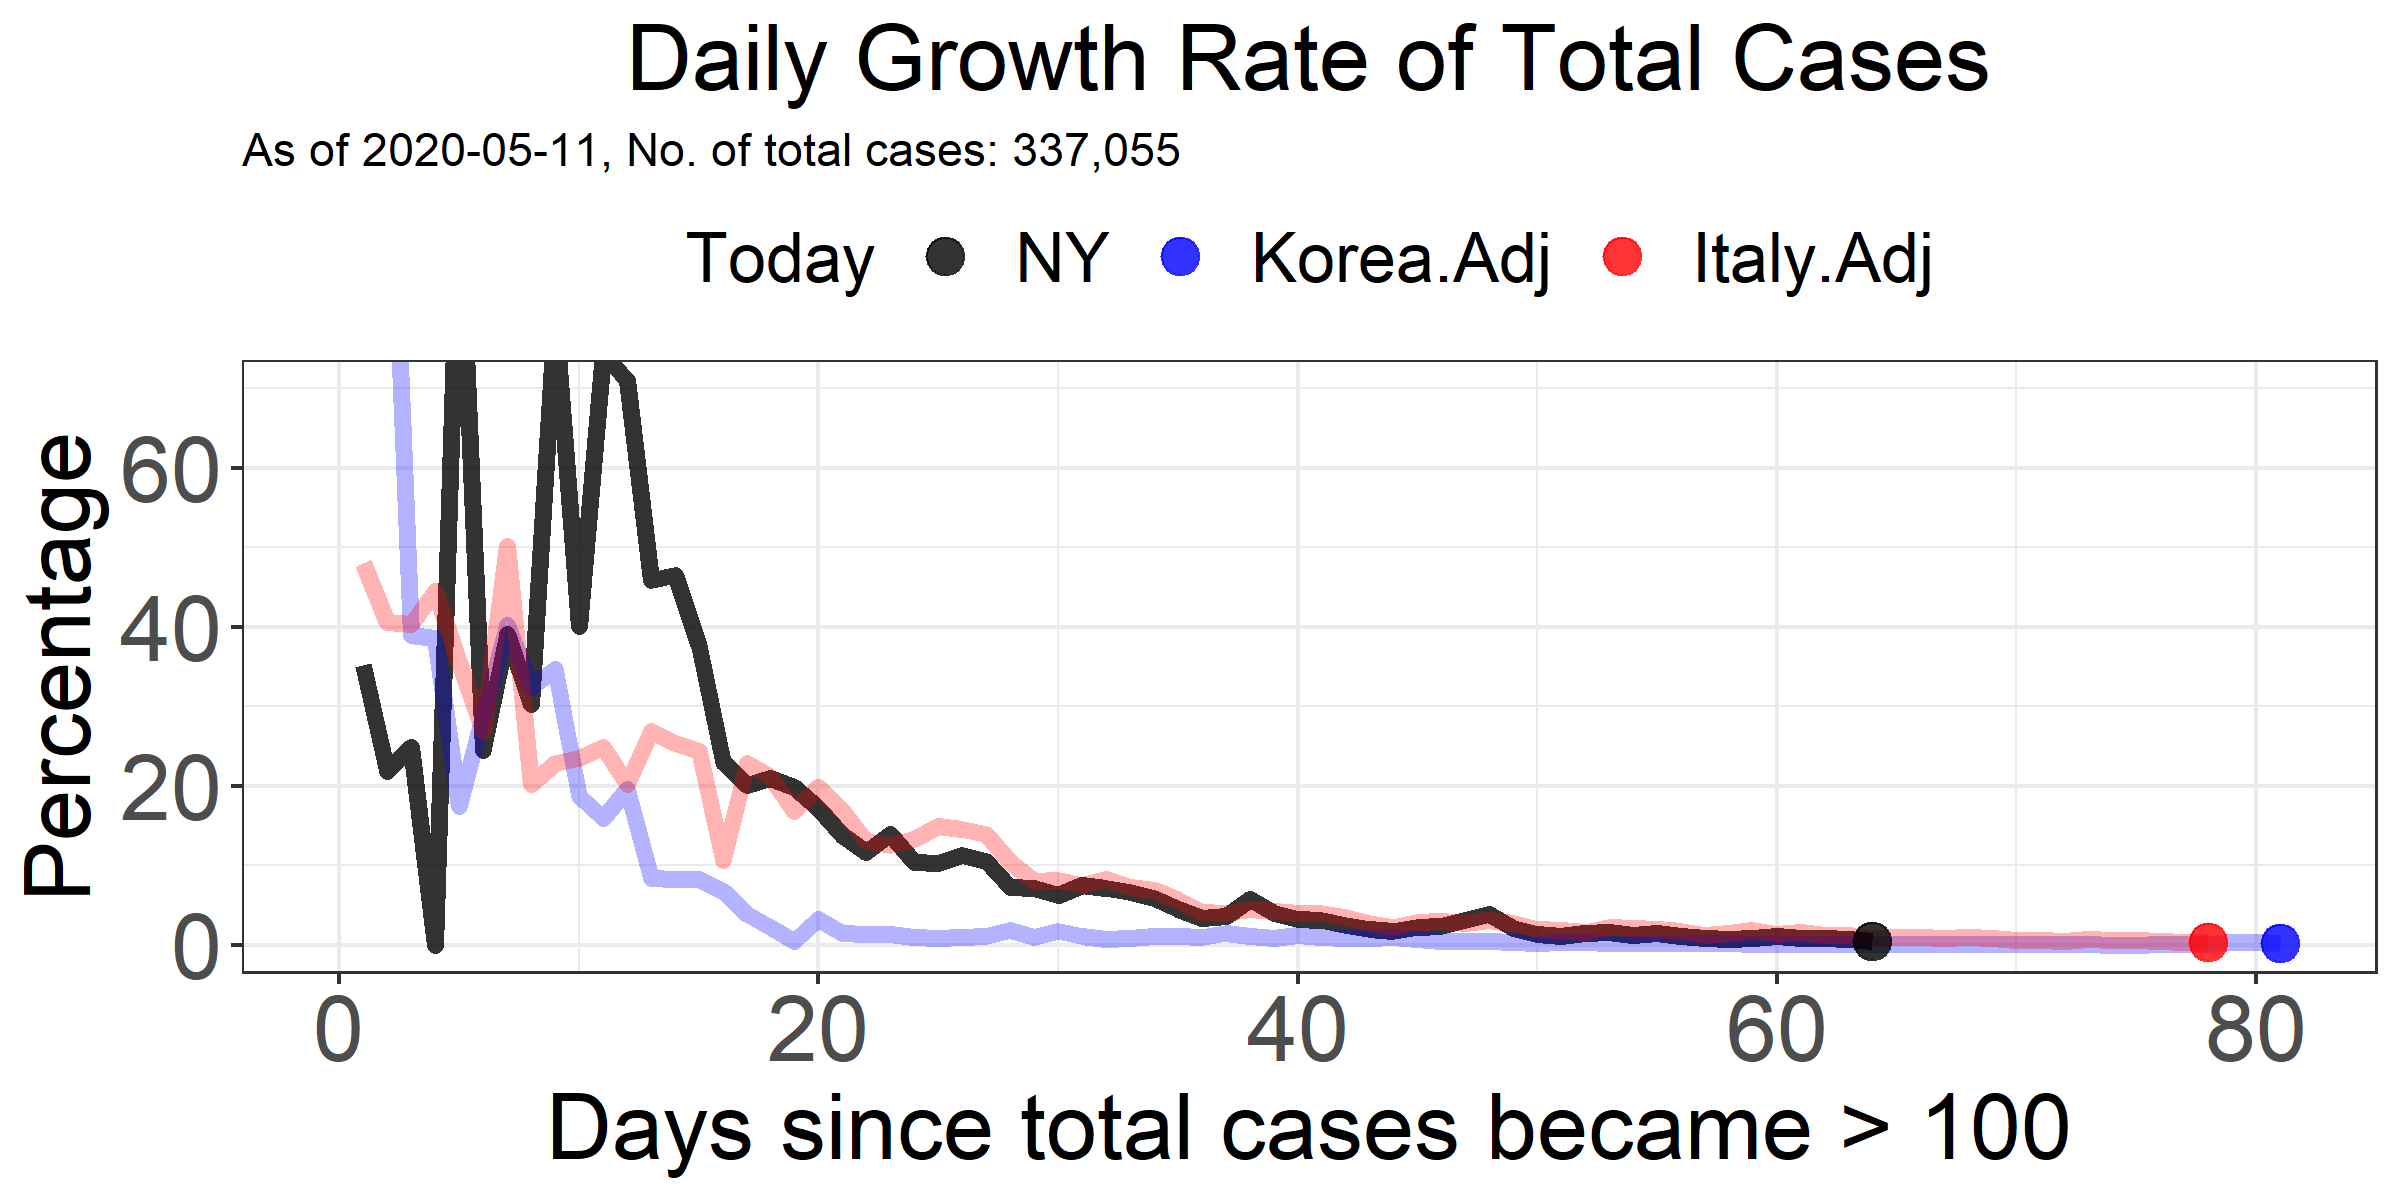 Daily Growth Rate of Total Cases
As of 2020-05-11, No. of total cases: 337,055
Today NY Korea.Adj Italy.Adj
Percentage
60
40
20
0
0 20 40 60 80
Days since total cases became > 100